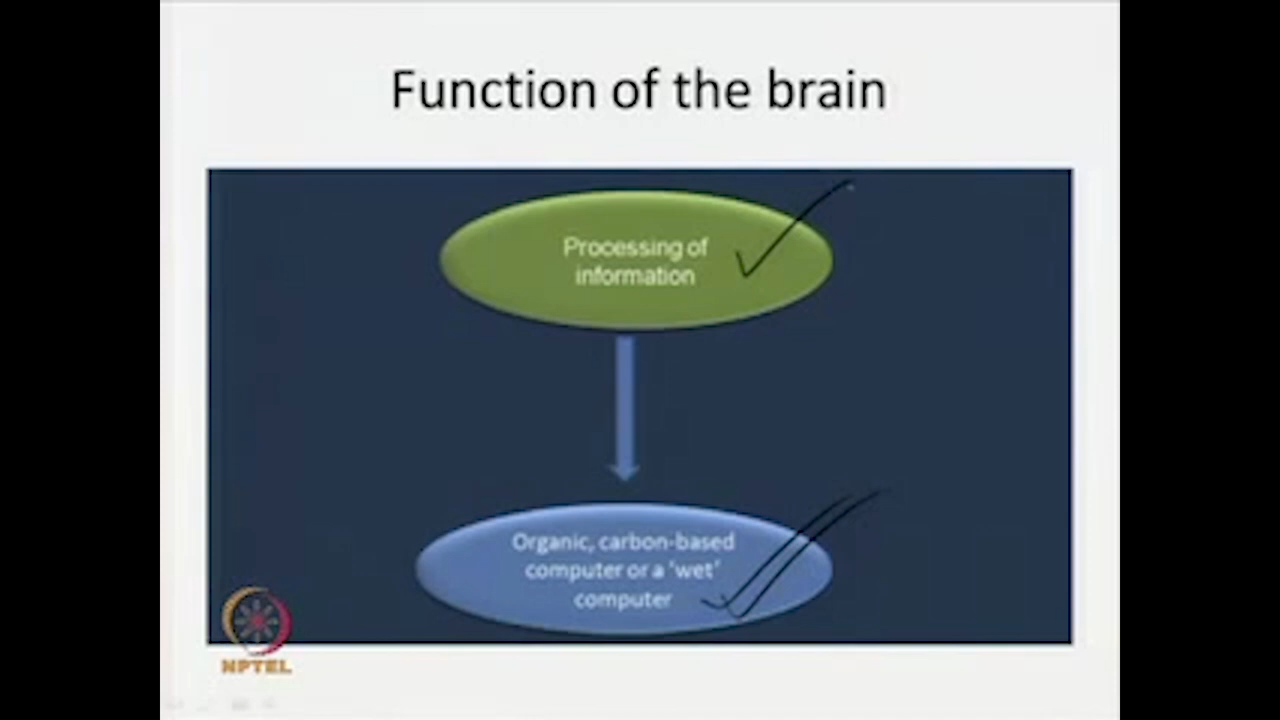 Function of the brain
Processing of
information
Organic, carbon-based
computer or a 'wet'
computer
NPTEL